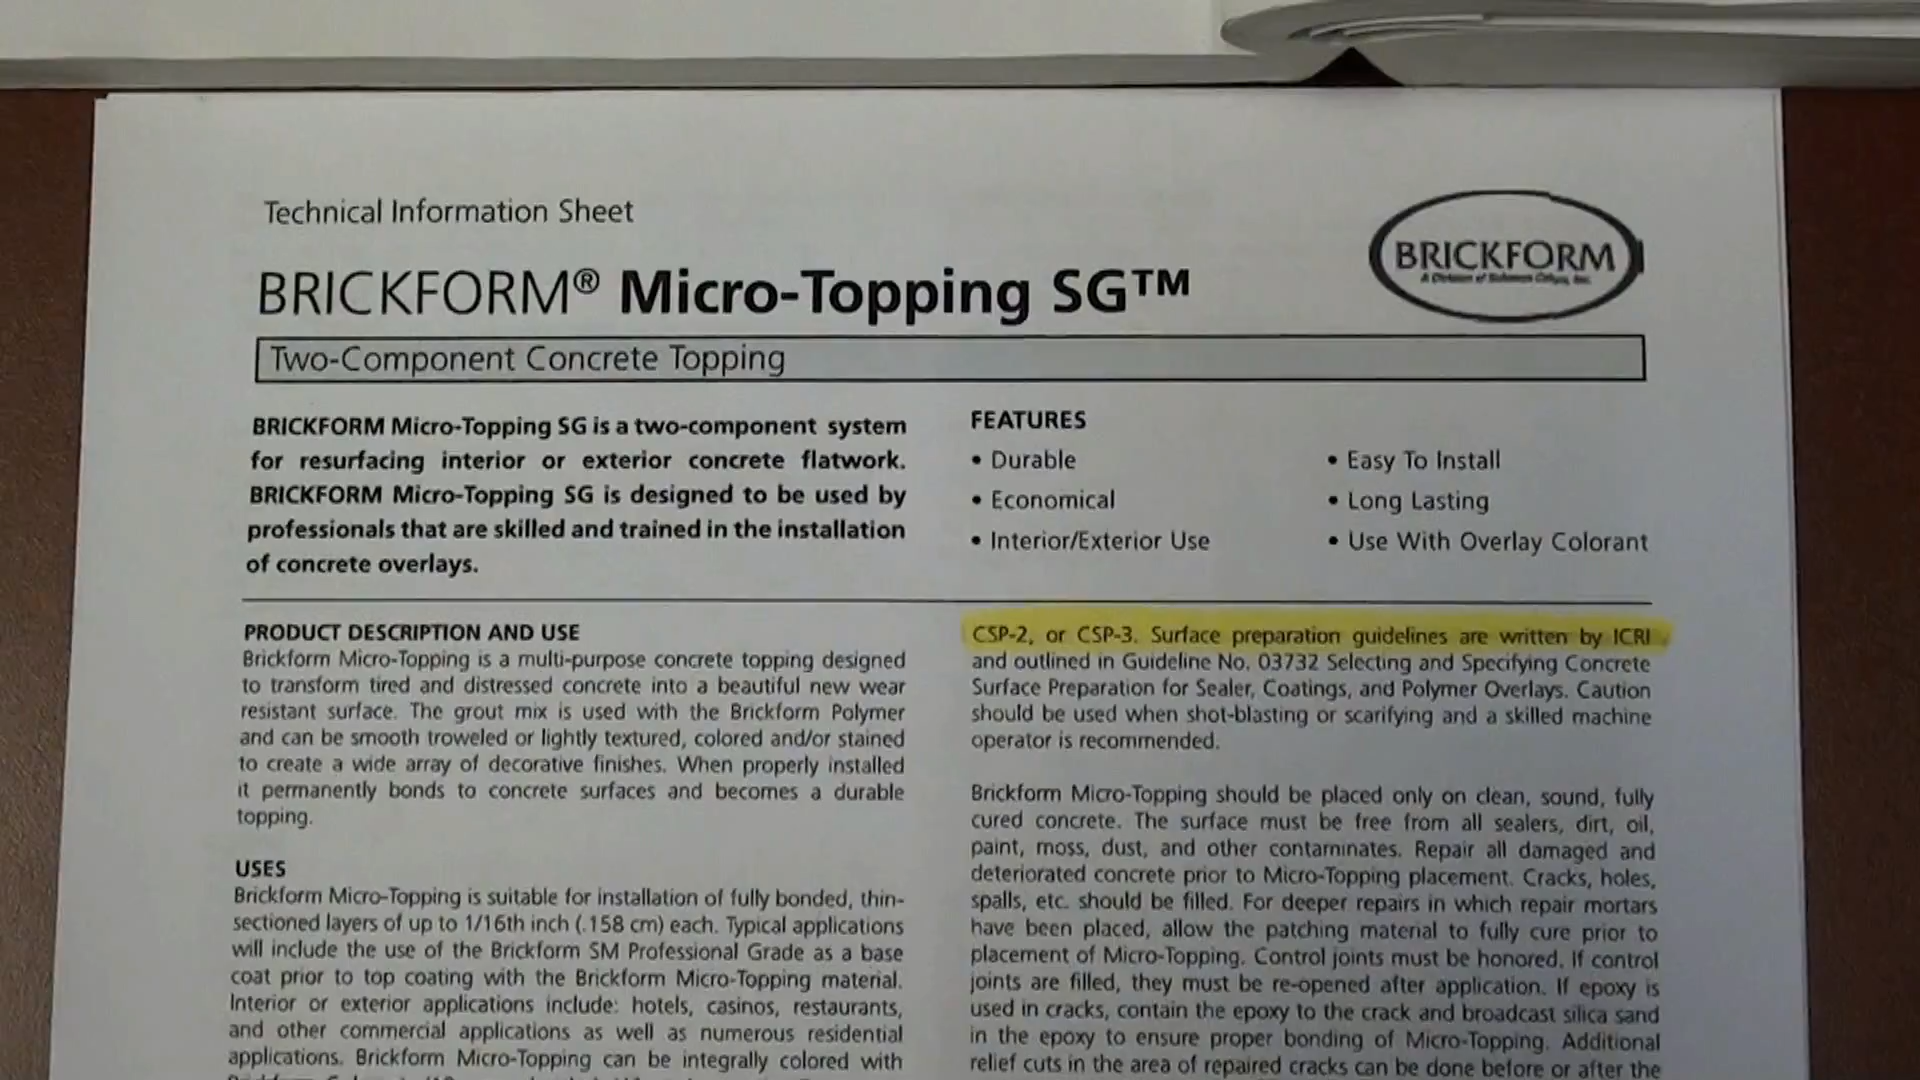 Technical Information Sheet
BRICKFORM
A Division of Solomon Colors, Inc.
BRICKFORM® Micro-Topping SG™
Two-Component Concrete Topping
BRICKFORM Micro-Topping SG is a two-component system
for resurfacing interior or exterior concrete flatwork.
BRICKFORM Micro-Topping SG is designed to be used by
professionals that are skilled and trained in the installation
of concrete overlays.
FEATURES
• Durable
• Economical
• Interior/Exterior Use
• Easy To Install
• Long Lasting
• Use With Overlay Colorant
PRODUCT DESCRIPTION AND USE
Brickform Micro-Topping is a multi-purpose concrete topping designed
to transform tired and distressed concrete into a beautiful new wear
resistant surface. The grout mix is used with the Brickform Polymer
and can be smooth troweled or lightly textured, colored and/or stained
to create a wide array of decorative finishes. When properly installed
it permanently bonds to concrete surfaces and becomes a durable
topping.
USES
Brickform Micro-Topping is suitable for installation of fully bonded, thin-
sectioned layers of up to 1/16th inch (.158 cm) each. Typical applications
will include the use of the Brickform SM Professional Grade as a base
coat prior to top coating with the Brickform Micro-Topping material.
Interior or exterior applications include: hotels, casinos, restaurants,
and other commercial applications as well as numerous residential
applications. Brickform Micro-Topping can be integrally colored with
CSP-2, or CSP-3. Surface preparation guidelines are written by ICRI
and outlined in Guideline No. 03732 Selecting and Specifying Concrete
Surface Preparation for Sealer, Coatings, and Polymer Overlays. Caution
should be used when shot-blasting or scarifying and a skilled machine
operator is recommended.
Brickform Micro-Topping should be placed only on clean, sound, fully
cured concrete. The surface must be free from all sealers, dirt, oil,
paint, moss, dust, and other contaminates. Repair all damaged and
deteriorated concrete prior to Micro-Topping placement. Cracks, holes,
spalls, etc. should be filled. For deeper repairs in which repair mortars
have been placed, allow the patching material to fully cure prior to
placement of Micro-Topping. Control joints must be honored. If control
joints are filled, they must be re-opened after application. If epoxy is
used in cracks, contain the epoxy to the crack and broadcast silica sand
in the epoxy to ensure proper bonding of Micro-Topping. Additional
relief cuts in the area of repaired cracks can be done before or after the